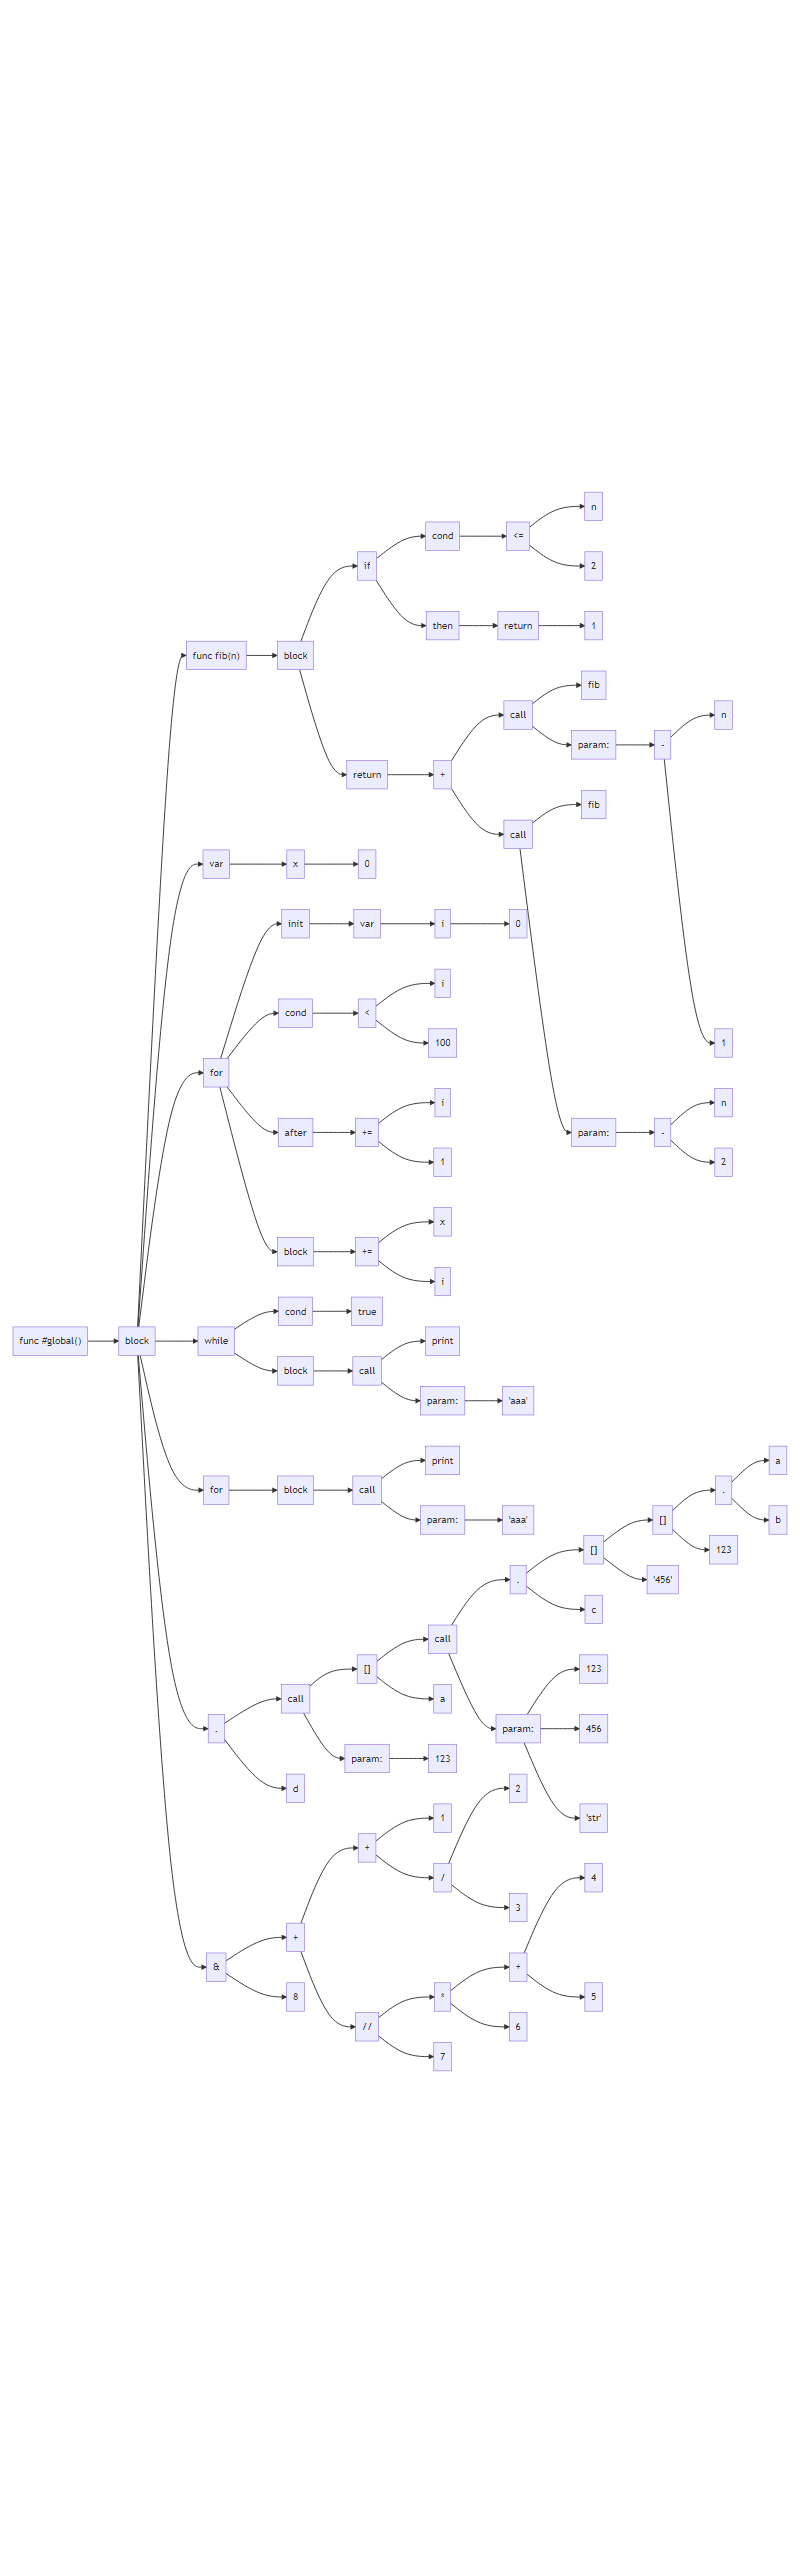 n
cond
<=
if
2
then
return
1
func fib(n)
block
fib
call
n
param:
-
return
+
fib
call
var
x
0
init
var
i
0
i
cond
<
100
1
for
i
n
after
+=
param:
-
1
2
x
block
+=
i
cond
true
func #global()
block
while
print
block
call
param:
'aaa'
print
a
for
block
call
.
param:
'aaa'
[]
b
[]
123
.
'456'
c
call
[]
123
call
a
.
param:
456
param:
123
d
2
1
'str'
+
/
4
3
+
&
+
8
*
5
//
6
7